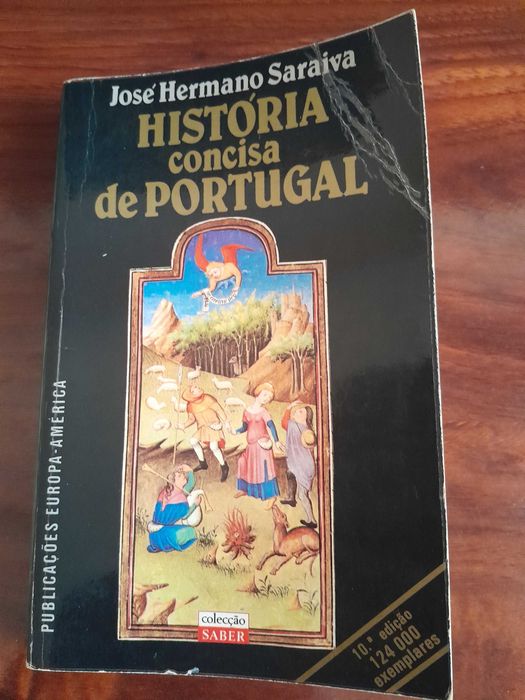 José Hermano Saraiva
HISTÓRIA
concisa
de PORTUGAL
PUBLICAÇÕES EUROPA-AMÉRICA
colecção
SABER
10.ª edição
124 000
exemplares